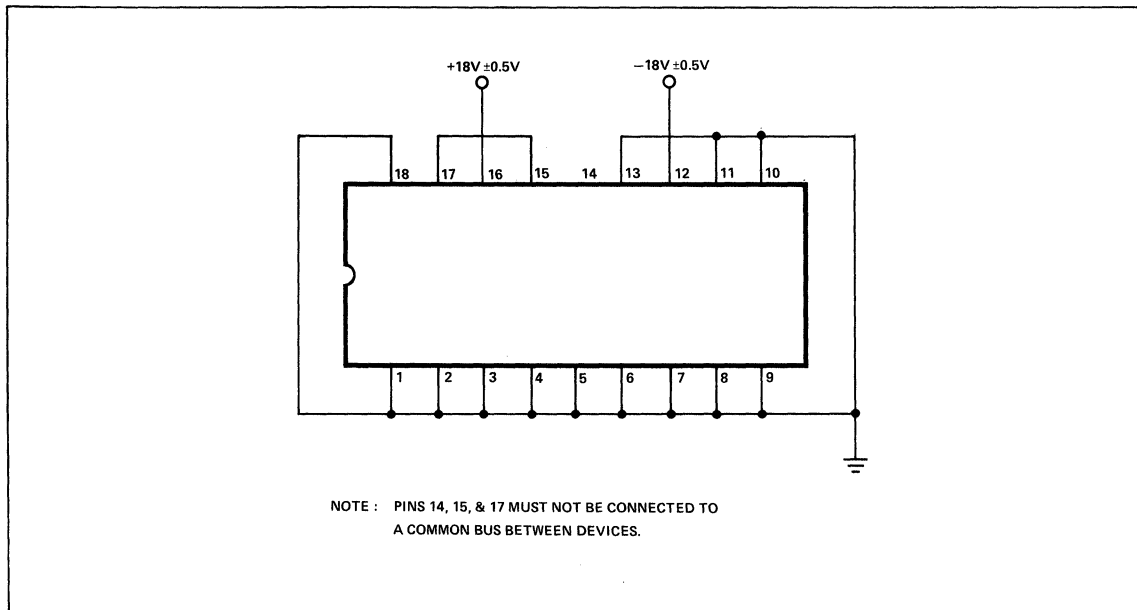 +18V ±0.5V
−18V ±0.5V
18 17 16 15 14 13 12 11 10
1 2 3 4 5 6 7 8 9
NOTE : PINS 14, 15, & 17 MUST NOT BE CONNECTED TO
A COMMON BUS BETWEEN DEVICES.